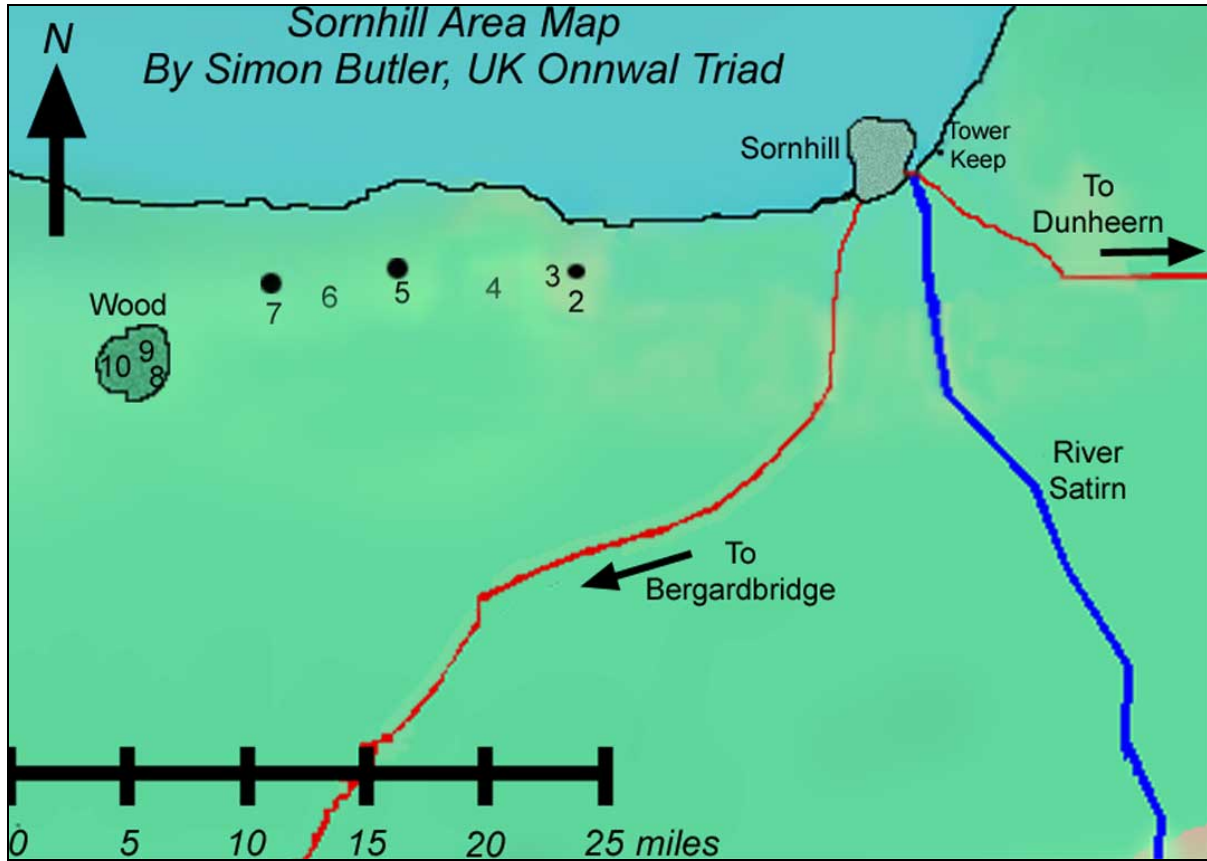 Sornhill Area Map
By Simon Butler, UK Onnwal Triad
N
Sornhill
Tower
Keep
To
Dunheern
3
4
2
5
6
7
Wood
9
10
8
River
Satirn
To
Bergardbridge
0 5 10 15 20 25 miles